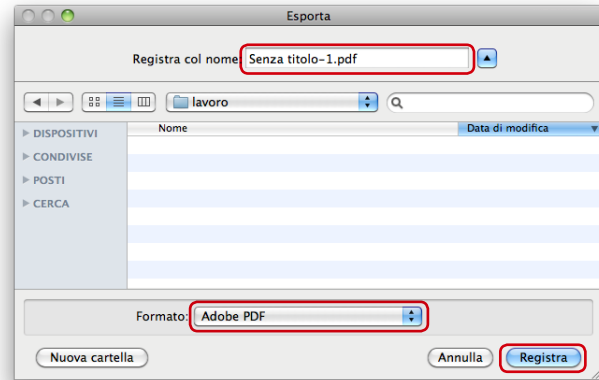 Esporta
Registra col nome: Senza titolo-1.pdf
lavoro
Nome Data di modifica
DISPOSITIVI
CONDIVISE
POSTI
CERCA
Formato: Adobe PDF
Nuova cartella Annulla Registra